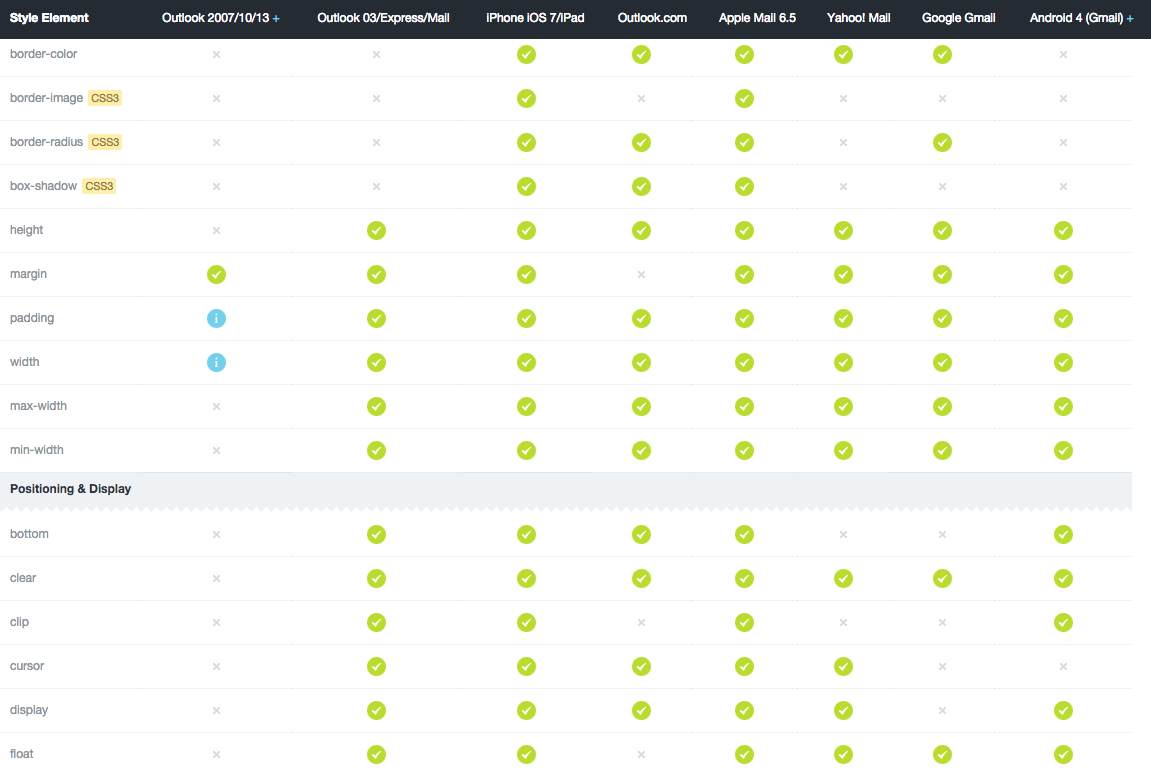 Style Element Outlook 2007/10/13 + Outlook 03/Express/Mail iPhone iOS 7/iPad Outlook.com Apple Mail 6.5 Yahoo! Mail Google Gmail Android 4 (Gmail) +
border-color
border-image CSS3
border-radius CSS3
box-shadow CSS3
height
margin
padding i
width i
max-width
min-width
Positioning & Display
bottom
clear
clip
cursor
display
float